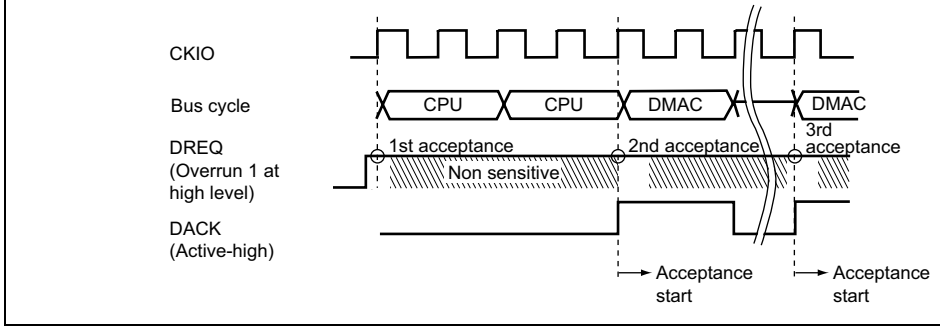 CKIO
Bus cycle CPU CPU DMAC DMAC
DREQ 1st acceptance 2nd acceptance 3rd acceptance
(Overrun 1 at Non sensitive
high level)
DACK
(Active-high)
Acceptance start Acceptance start